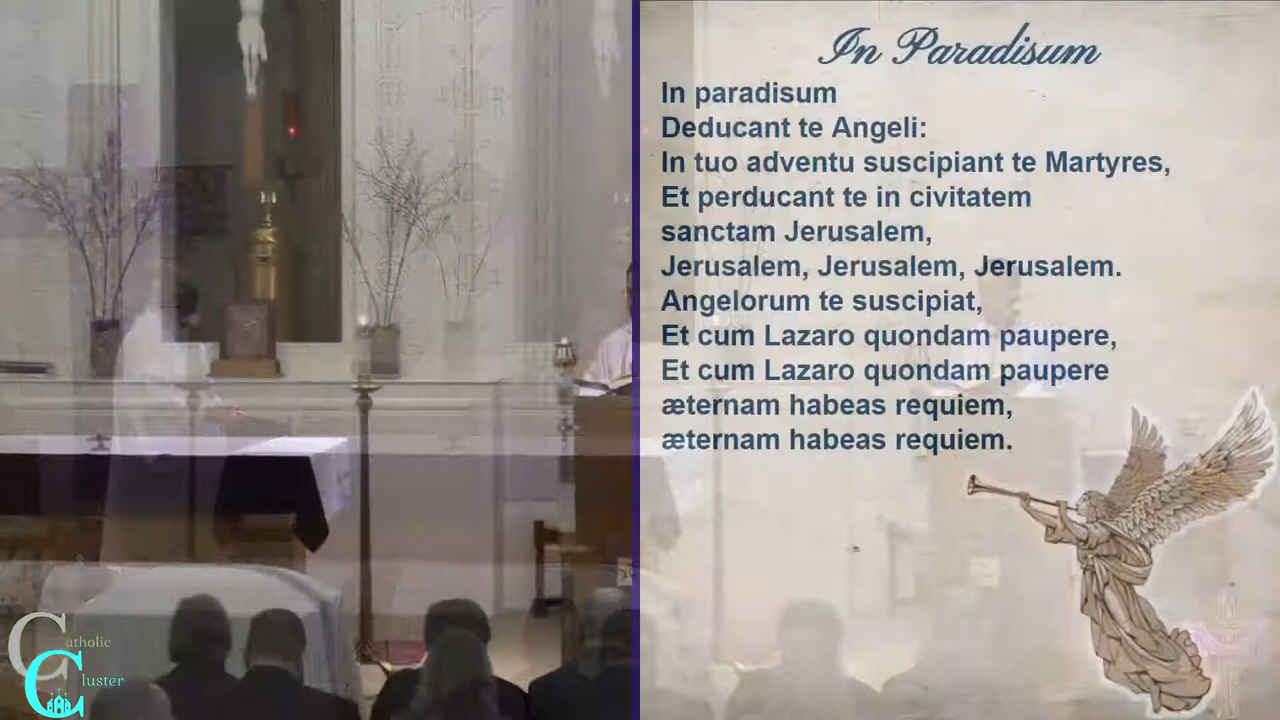 In Paradisum
In paradisum
Deducant te Angeli:
In tuo adventu suscipiant te Martyres,
Et perducant te in civitatem
sanctam Jerusalem,
Jerusalem, Jerusalem, Jerusalem.
Angelorum te suscipiat,
Et cum Lazaro quondam paupere,
Et cum Lazaro quondam paupere
æternam habeas requiem,
æternam habeas requiem.
Catholic
Cluster